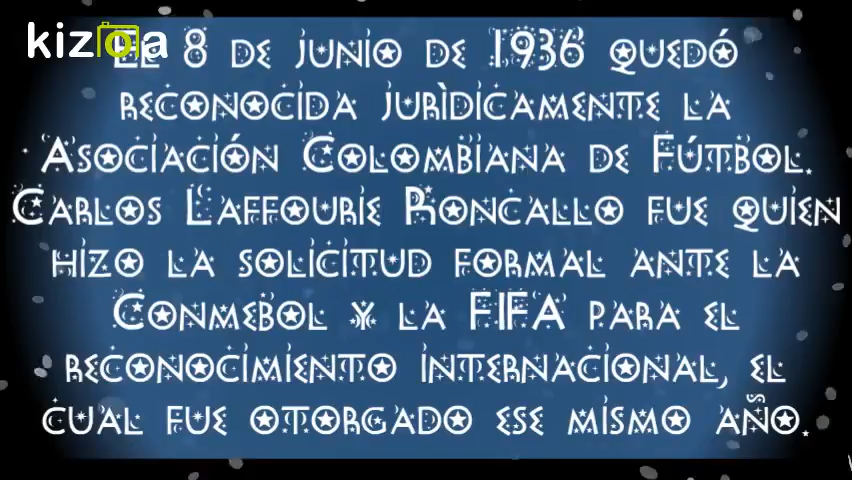 kizoa
El 8 de junio de 1936 quedó
reconocida jurìdicamente la
Asociación Colombiana de Fútbol.
Carlos Laffourie Roncallo fue quien
hizo la solicitud formal ante la
Conmebol y la FIFA para el
reconocimiento internacional, el
cual fue otorgado ese mismo año.